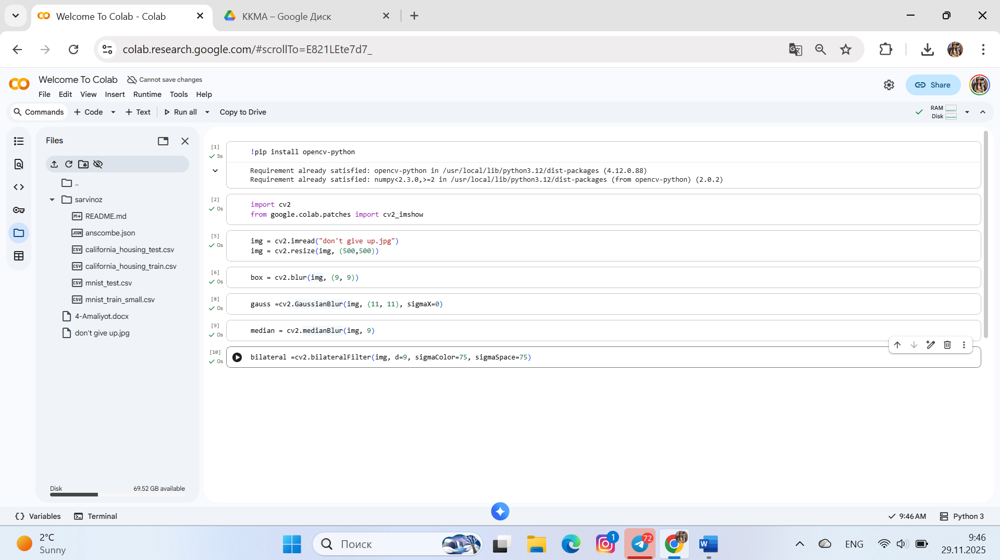 Welcome To Colab - Colab
ККМА – Google Диск
colab.research.google.com/#scrollTo=E821LEte7d7_
Welcome To Colab
Cannot save changes
File Edit View Insert Runtime Tools Help
Share
Commands + Code + Text Run all Copy to Drive
RAM
Disk
Files
..
sarvinoz
README.md
anscombe.json
california_housing_test.csv
california_housing_train.csv
mnist_test.csv
mnist_train_small.csv
4-Amaliyot.docx
don't give up.jpg
Disk 69.52 GB available
[1]
5s
!pip install opencv-python
Requirement already satisfied: opencv-python in /usr/local/lib/python3.12/dist-packages (4.12.0.88)
Requirement already satisfied: numpy<2.3.0,>=2 in /usr/local/lib/python3.12/dist-packages (from opencv-python) (2.0.2)
[2]
0s
import cv2
from google.colab.patches import cv2_imshow
[5]
0s
img = cv2.imread("don't give up.jpg")
img = cv2.resize(img, (500,500))
[6]
0s
box = cv2.blur(img, (9, 9))
[8]
0s
gauss =cv2.GaussianBlur(img, (11, 11), sigmaX=0)
[9]
0s
median = cv2.medianBlur(img, 9)
[10]
0s
bilateral =cv2.bilateralFilter(img, d=9, sigmaColor=75, sigmaSpace=75)
Variables Terminal
9:46 AM Python 3
2°C
Sunny
Поиск
1
72
ENG
9:46
29.11.2025